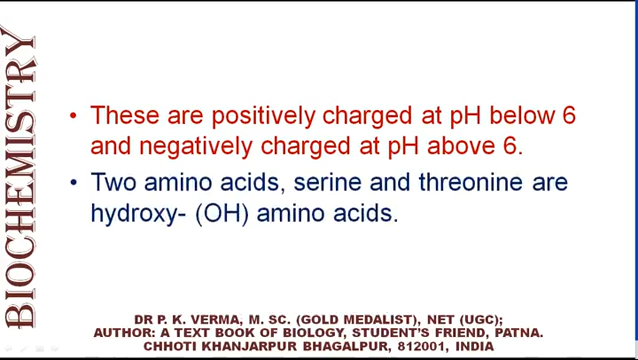 BIOCHEMISTRY
• These are positively charged at pH below 6
and negatively charged at pH above 6.
• Two amino acids, serine and threonine are
hydroxy- (OH) amino acids.
DR P. K. VERMA, M. SC. (GOLD MEDALIST), NET (UGC);
AUTHOR: A TEXT BOOK OF BIOLOGY, STUDENT'S FRIEND, PATNA.
CHHOTI KHANJARPUR BHAGALPUR, 812001, INDIA